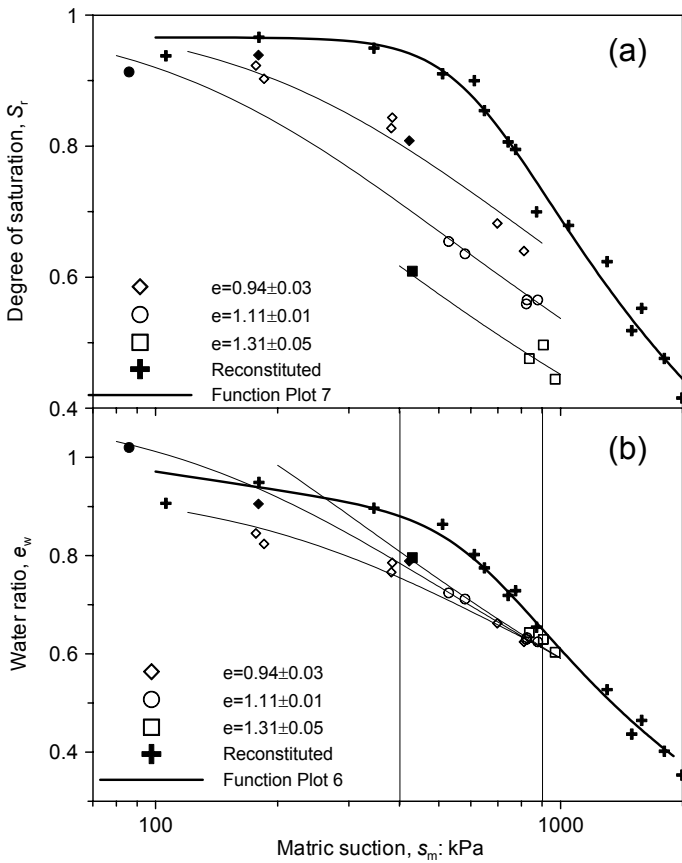 1
(a)
0.8
0.6
0.4
Degree of saturation, Sr
e=0.94±0.03
e=1.11±0.01
e=1.31±0.05
Reconstituted
Function Plot 7
(b)
1
0.8
0.6
0.4
Water ratio, ew
e=0.94±0.03
e=1.11±0.01
e=1.31±0.05
Reconstituted
Function Plot 6
100
1000
Matric suction, sm: kPa